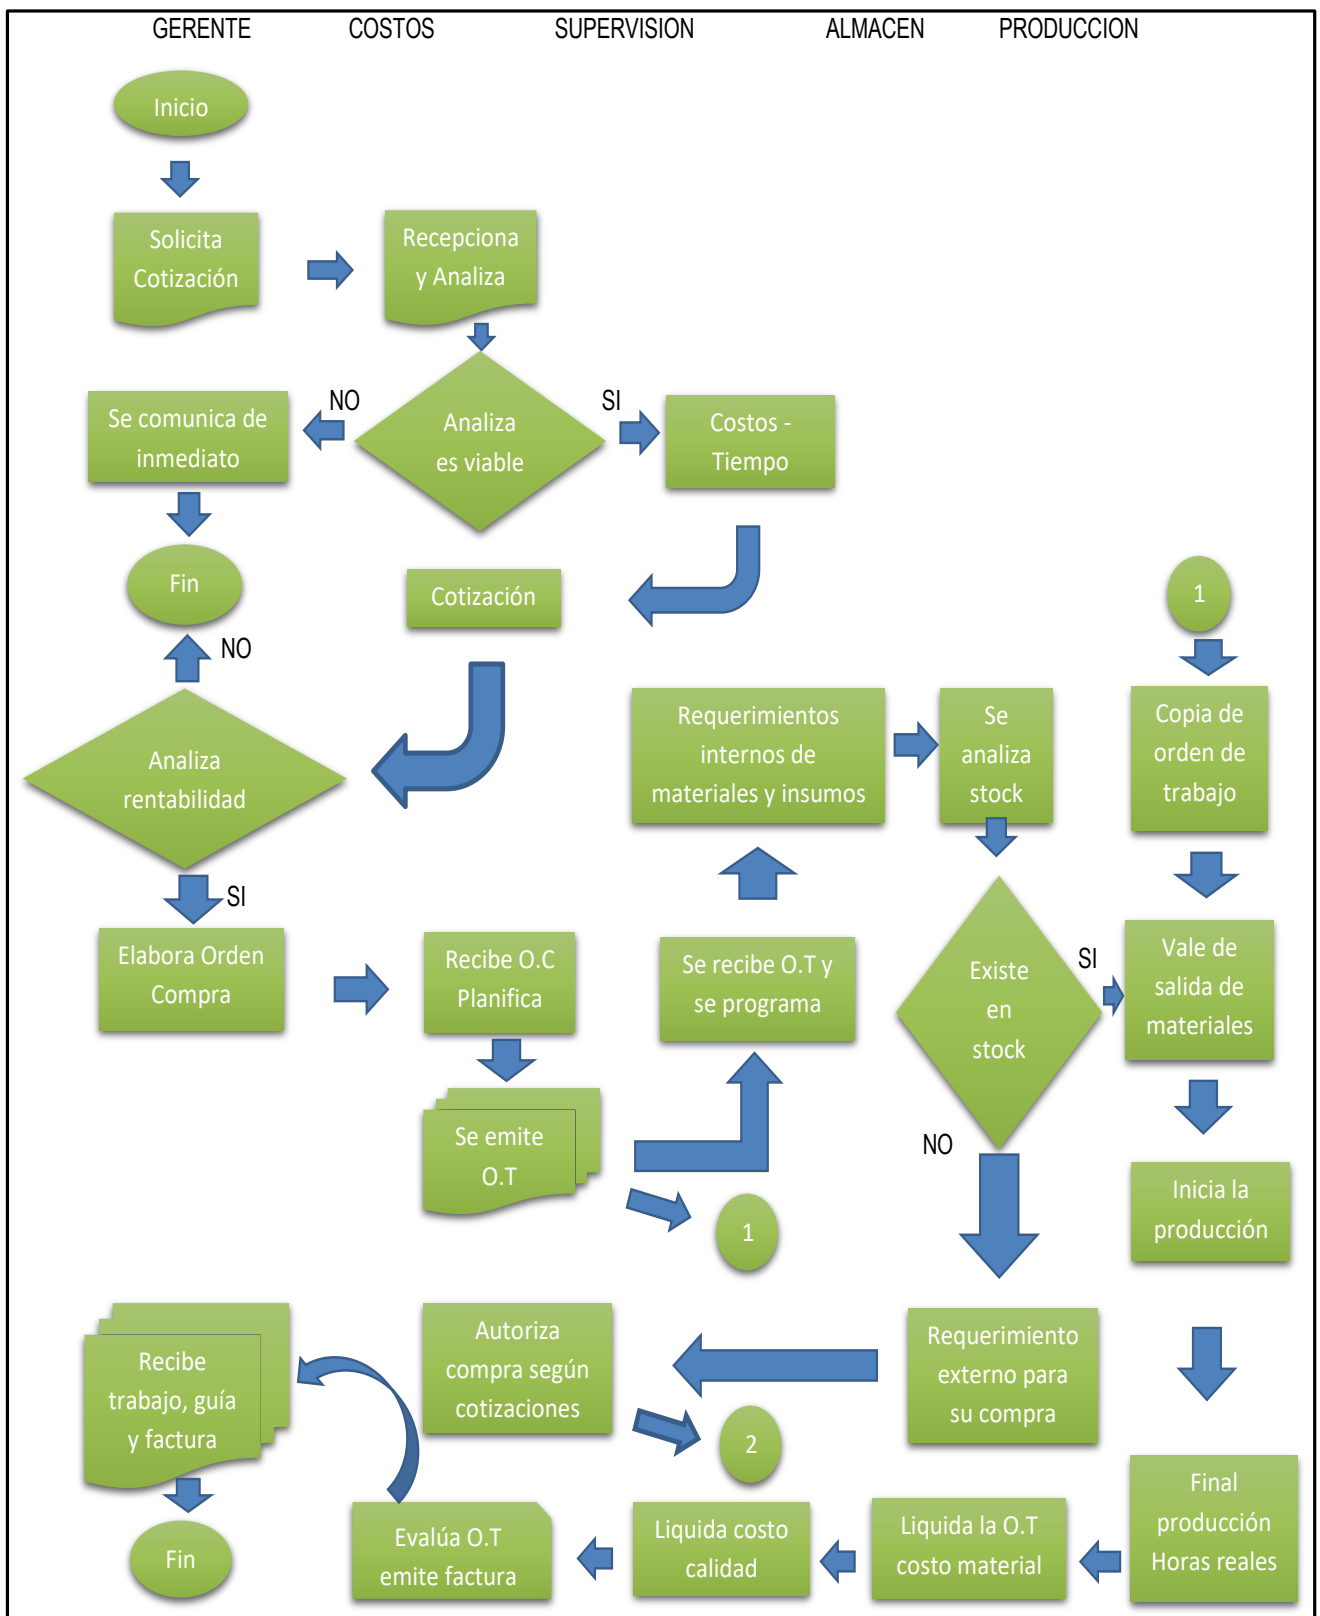 GERENTE COSTOS SUPERVISION ALMACEN PRODUCCION
Inicio
Solicita
Cotización
Recepciona
y Analiza
NO
SI
Se comunica de
inmediato
Analiza
es viable
Costos -
Tiempo
Fin
Cotización
1
NO
Analiza
rentabilidad
Requerimientos
internos de
materiales y insumos
Se
analiza
stock
Copia de
orden de
trabajo
SI
Elabora Orden
Compra
Recibe O.C
Planifica
Se recibe O.T y
se programa
Existe
en
stock
SI
Vale de
salida de
materiales
Se emite
O.T
1
NO
Inicia la
producción
Recibe
trabajo, guía
y factura
Autoriza
compra según
cotizaciones
2
Requerimiento
externo para
su compra
Fin
Evalúa O.T
emite factura
Liquida costo
calidad
Liquida la O.T
costo material
Final
producción
Horas reales